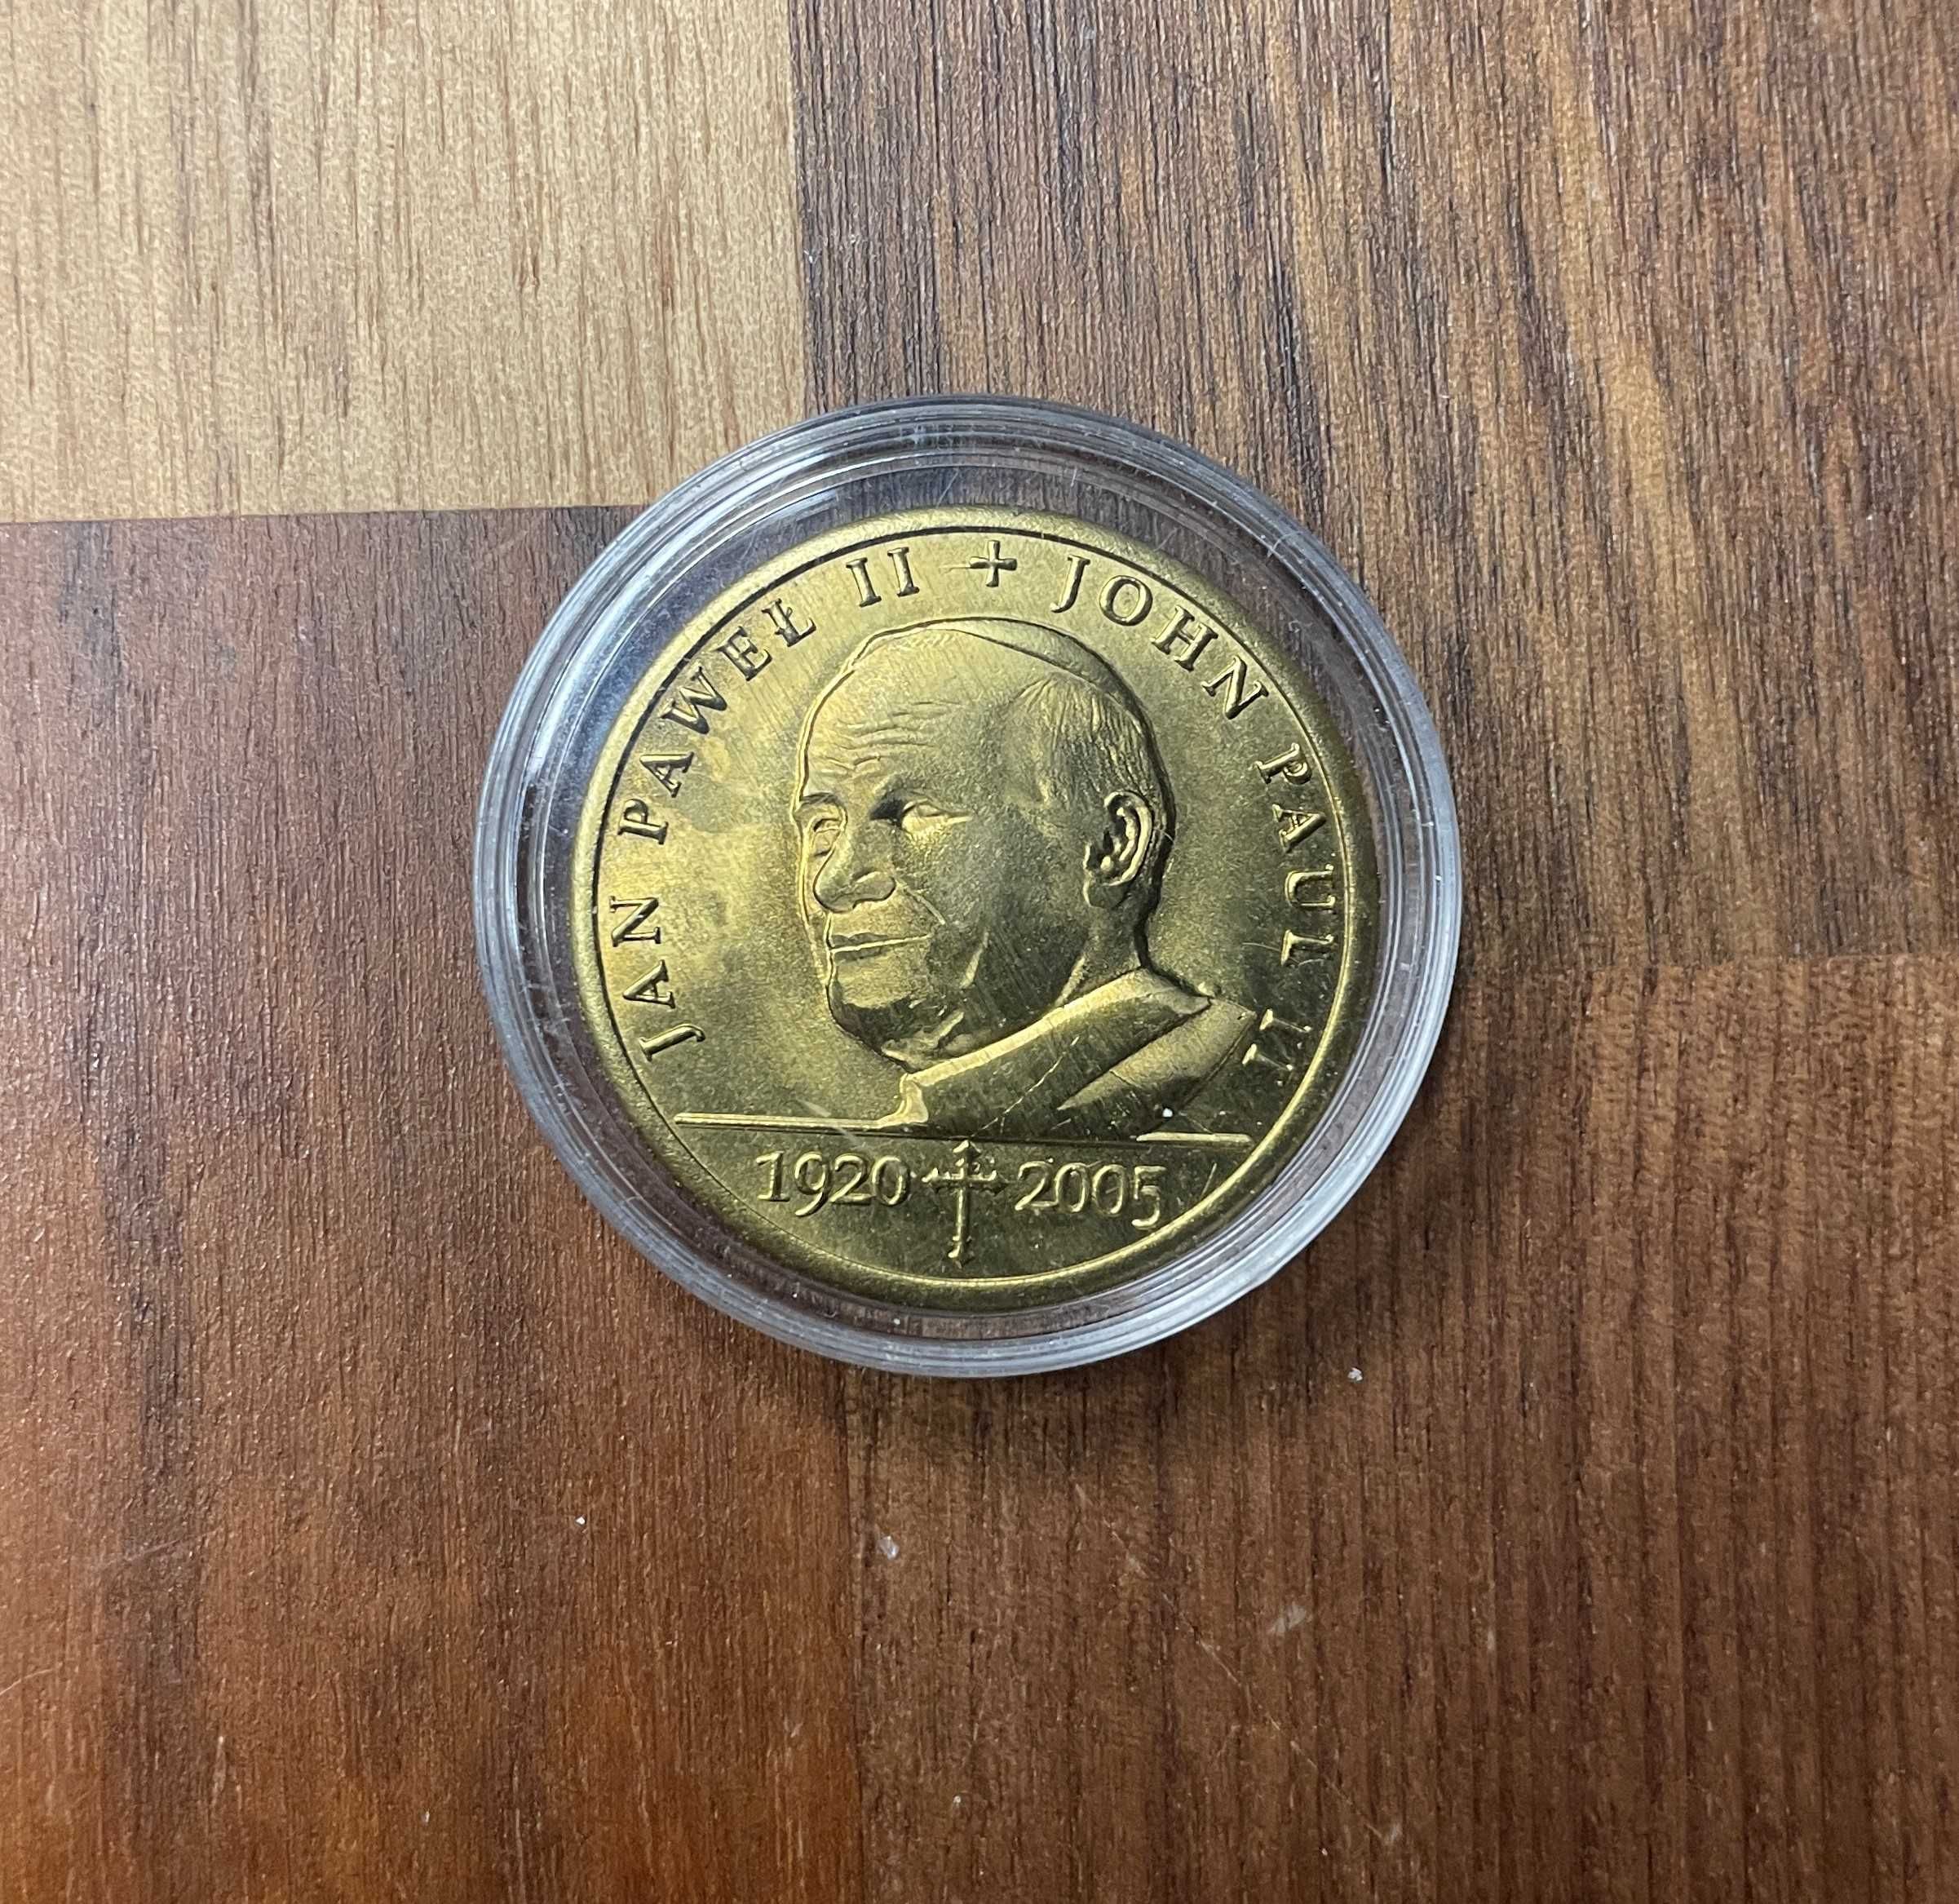 JAN PAWEŁ II + JOHN PAUL II
1920 2005